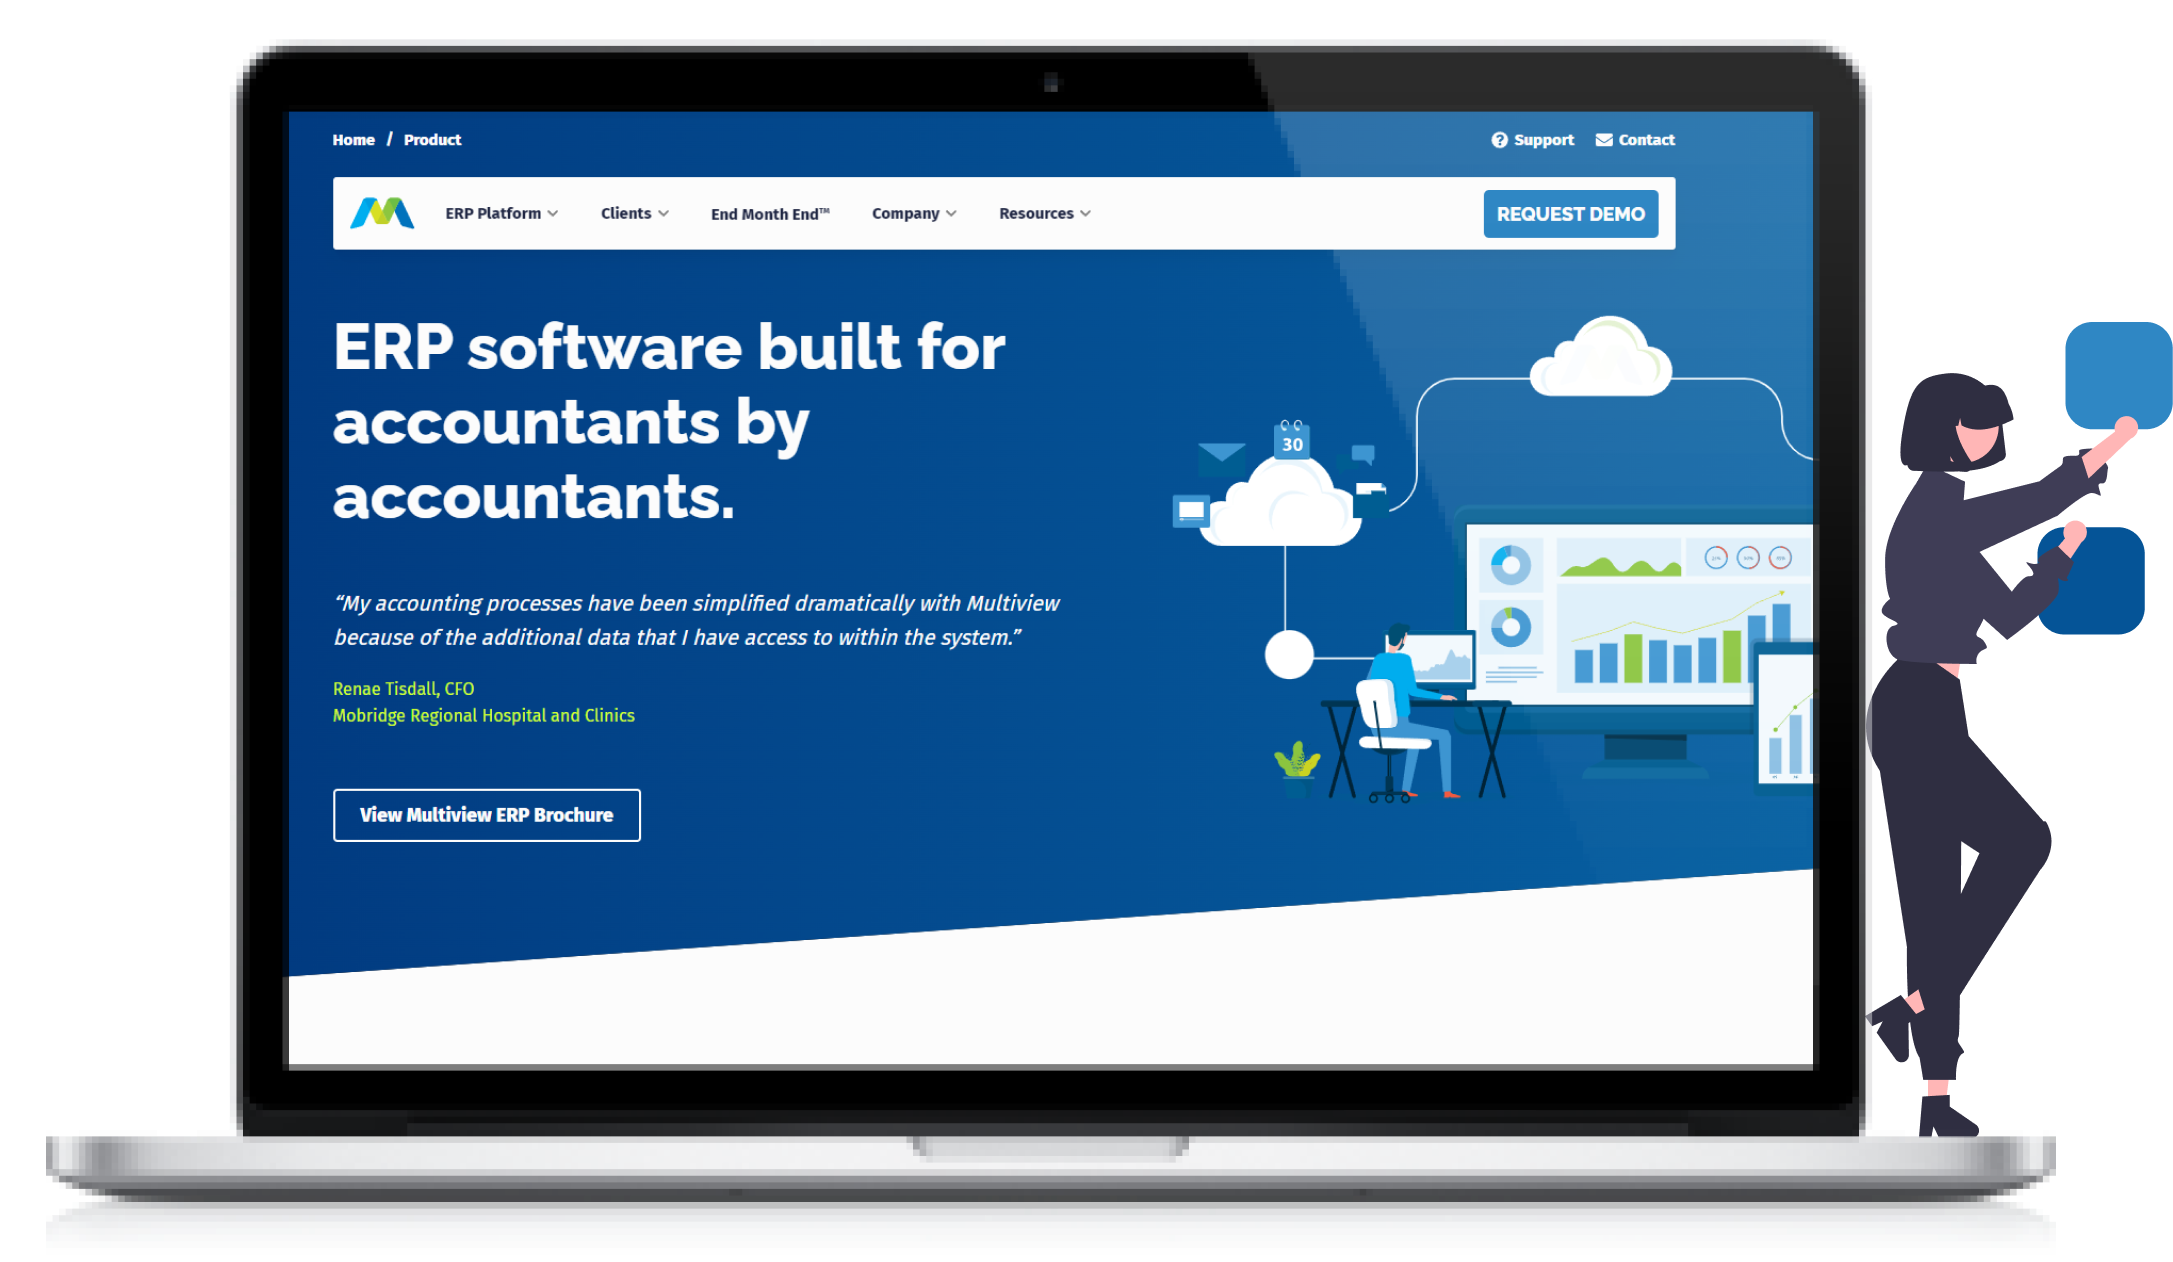 Home / Product
Support Contact
ERP Platform Clients End Month End™ Company Resources REQUEST DEMO
ERP software built for
accountants by
accountants.
30
“My accounting processes have been simplified dramatically with Multiview
because of the additional data that I have access to within the system.”
Renae Tisdall, CFO
Mobridge Regional Hospital and Clinics
View Multiview ERP Brochure